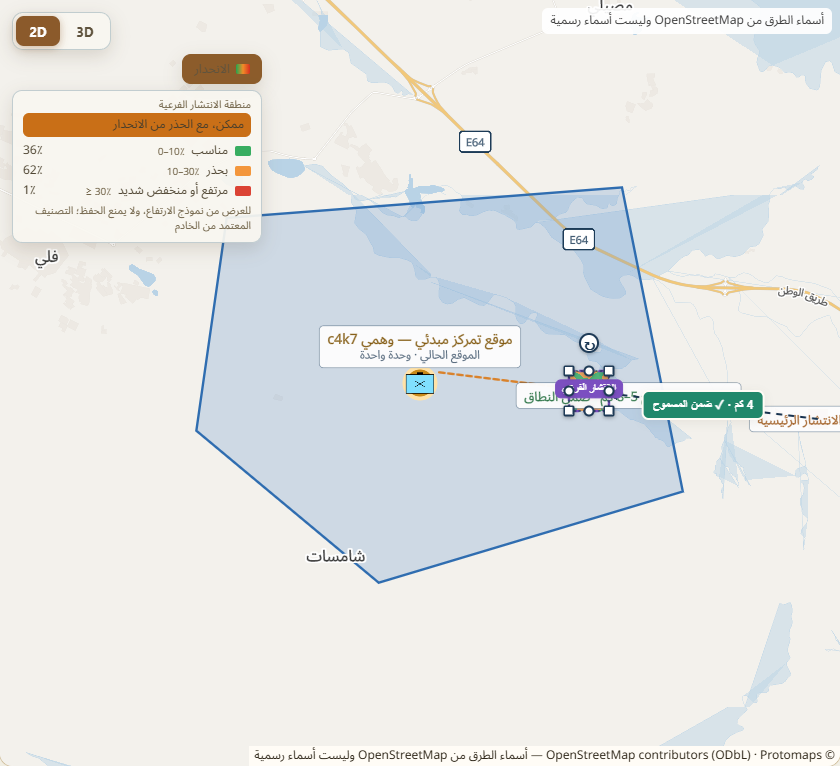 مصيل
أسماء الطرق من OpenStreetMap وليست أسماء رسمية
2D
3D
الانحدار
منطقة الانتشار الفرعية
ممكن، مع الحذر من الانحدار
مناسب 0–10٪ 36٪
بحذر 10–30٪ 62٪
مرتفع أو منخفض شديد ≥ 30٪ 1٪
للعرض من نموذج الارتفاع، ولا يمنع الحفظ؛ التصنيف
المعتمد من الخادم
E64
E64
فلي
طريق الوطن
موقع تمركز مبدئي — وهمي c4k7
الموقع الحالي · وحدة واحدة
رح
ضمن النطاق
4 كم · ✓ ضمن المسموح
الانتشار الرئيسية
شامسات
© OpenStreetMap contributors (ODbL) · Protomaps — أسماء الطرق من OpenStreetMap وليست أسماء رسمية